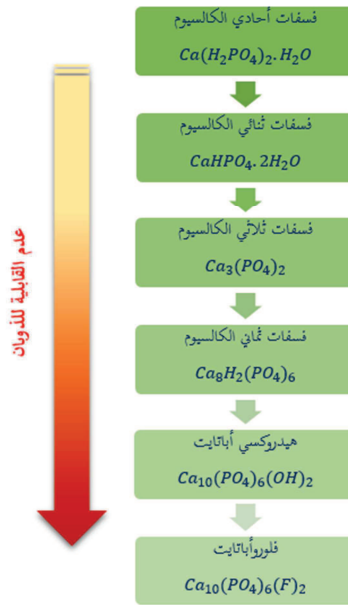 فسفات أحادي الكالسيوم
Ca(H₂PO₄)₂.H₂O
فسفات ثنائي الكالسيوم
CaHPO₄.2H₂O
فسفات ثلاثي الكالسيوم
Ca₃(PO₄)₂
فسفات ثماني الكالسيوم
Ca₈H₂(PO₄)₆
هيدروكسي أباتايت
Ca₁₀(PO₄)₆(OH)₂
فلوروأباتايت
Ca₁₀(PO₄)₆(F)₂
عدم القابلية للذوبان